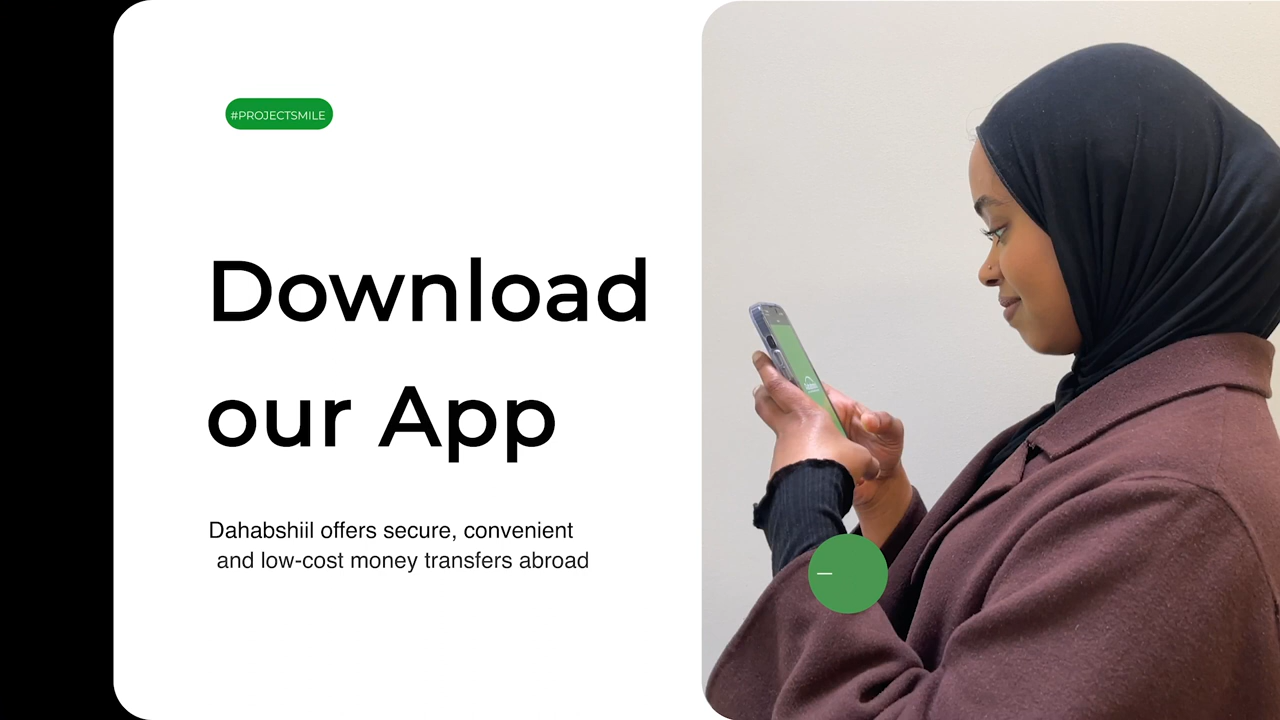 #PROJECTSMILE
Download
our App
Dahabshiil offers secure, convenient
and low-cost money transfers abroad